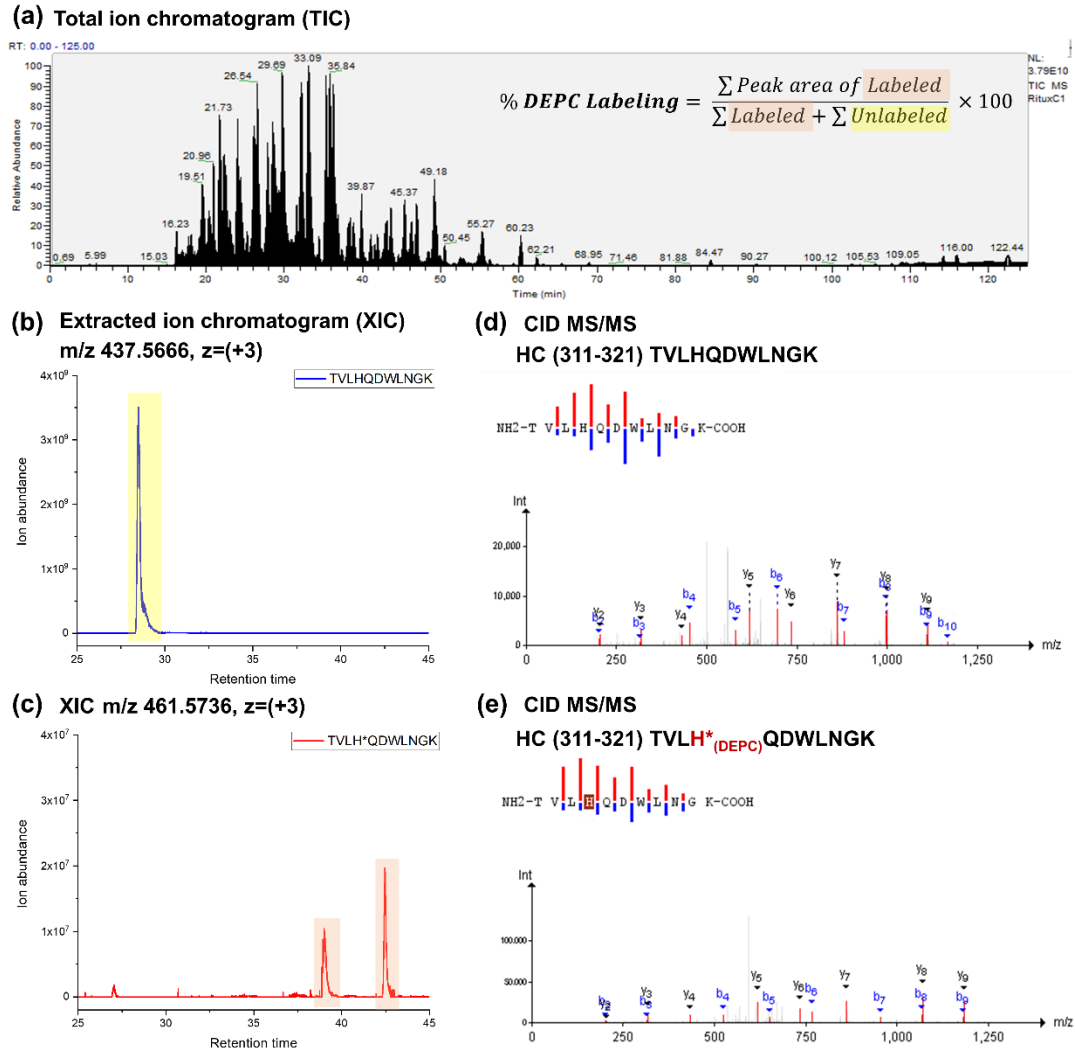 (a) Total ion chromatogram (TIC)
RT: 0.00 - 125.00
NL:
3.79E10
TIC MS
RituxC1
% DEPC Labeling = ∑ Peak area of Labeled / ∑ Labeled + ∑ Unlabeled × 100
Relative Abundance
100
90
80
70
60
50
40
30
20
10
0
0.69
5.99
15.03
16.23
19.51
20.96
21.73
26.54
29.69
33.09
35.84
39.87
45.37
49.18
50.45
55.27
60.23
62.21
68.95
71.46
81.88
84.47
90.27
100.12
105.53
109.05
116.00
122.44
0 10 20 30 40 50 60 70 80 90 100 110 120
Time (min)
(b) Extracted ion chromatogram (XIC)
m/z 437.5666, z=(+3)
TVLHQDWLNGK
Ion abundance
4x10⁹
3x10⁹
2x10⁹
1x10⁹
0
25 30 35 40 45
Retention time
(d) CID MS/MS
HC (311-321) TVLHQDWLNGK
NH2-T V L H Q D W L N G K-COOH
Int
20,000
10,000
0
y2 b2 y3 b3 y4 b4 b5 y5 b6 y6 y7 b7 y8 b8 y9 b9 b10
0 250 500 750 1,000 1,250
m/z
(c) XIC m/z 461.5736, z=(+3)
TVLH*QDWLNGK
Ion abundance
4x10⁷
3x10⁷
2x10⁷
1x10⁷
0
25 30 35 40 45
Retention time
(e) CID MS/MS
HC (311-321) TVLH*(DEPC)QDWLNGK
NH2-T V L H Q D W L N G K-COOH
Int
100,000
50,000
0
b2 y2 y3 b3 y4 b4 y5 b5 y6 b6 y7 b7 y8 b8 y9 b9
0 250 500 750 1,000 1,250
m/z